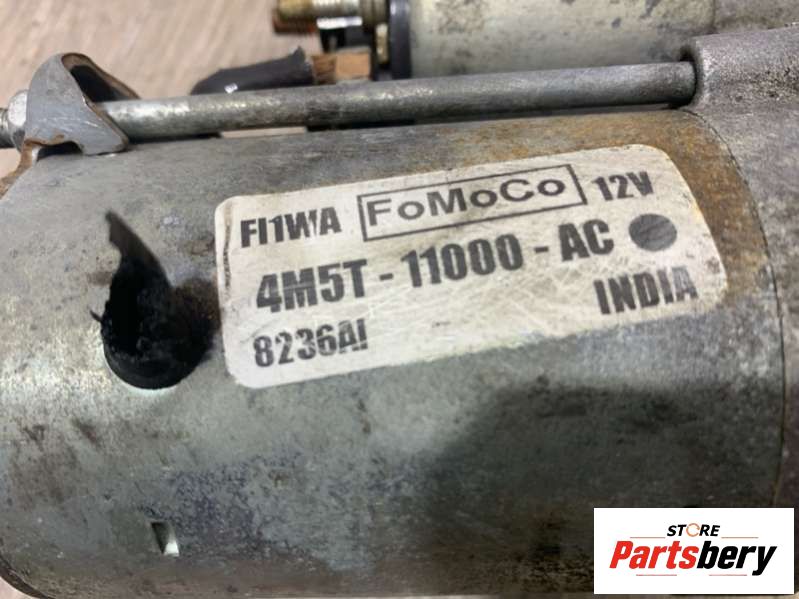 FI1WA FoMoCo 12V
4M5T-11000-AC
8236AI INDIA
STORE
Partsbery